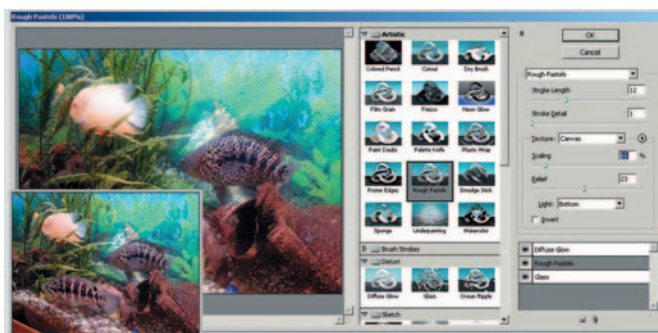 Rough Pastels (100%)
Artistic
Colored Pencil
Cutout
Dry Brush
Film Grain
Fresco
Neon Glow
Paint Daubs
Palette Knife
Plastic Wrap
Poster Edges
Rough Pastels
Smudge Stick
Sponge
Underpainting
Watercolor
Brush Strokes
Distort
Diffuse Glow
Glass
Ocean Ripple
Sketch
OK
Cancel
Rough Pastels
Stroke Length 12
Stroke Detail 1
Texture: Canvas
Scaling %
Relief 23
Light: Bottom
Invert
Diffuse Glow
Rough Pastels
Glass